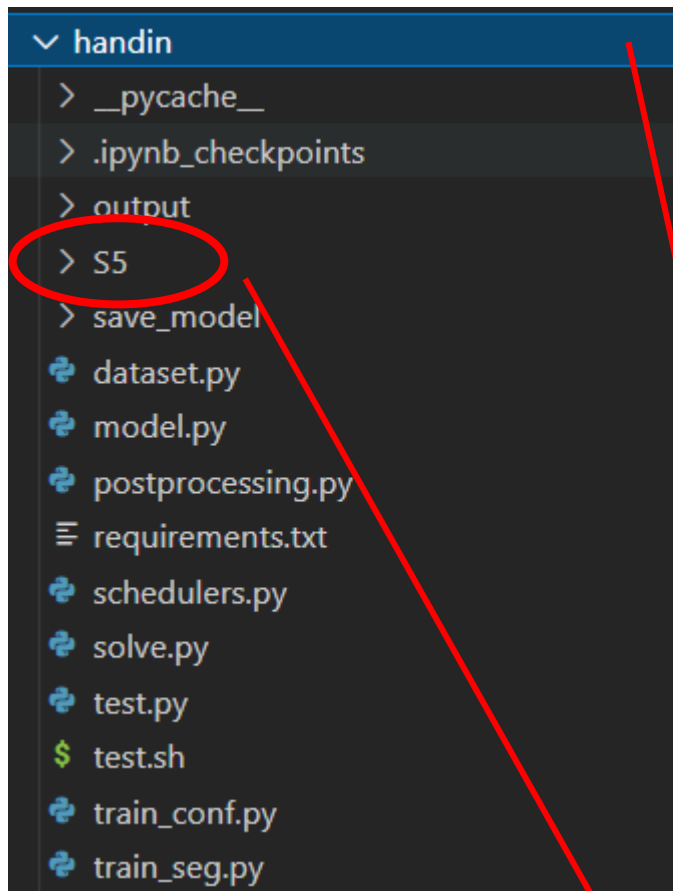 handin
__pycache__
.ipynb_checkpoints
output
S5
save_model
dataset.py
model.py
postprocessing.py
requirements.txt
schedulers.py
solve.py
test.py
$ test.sh
train_conf.py
train_seg.py